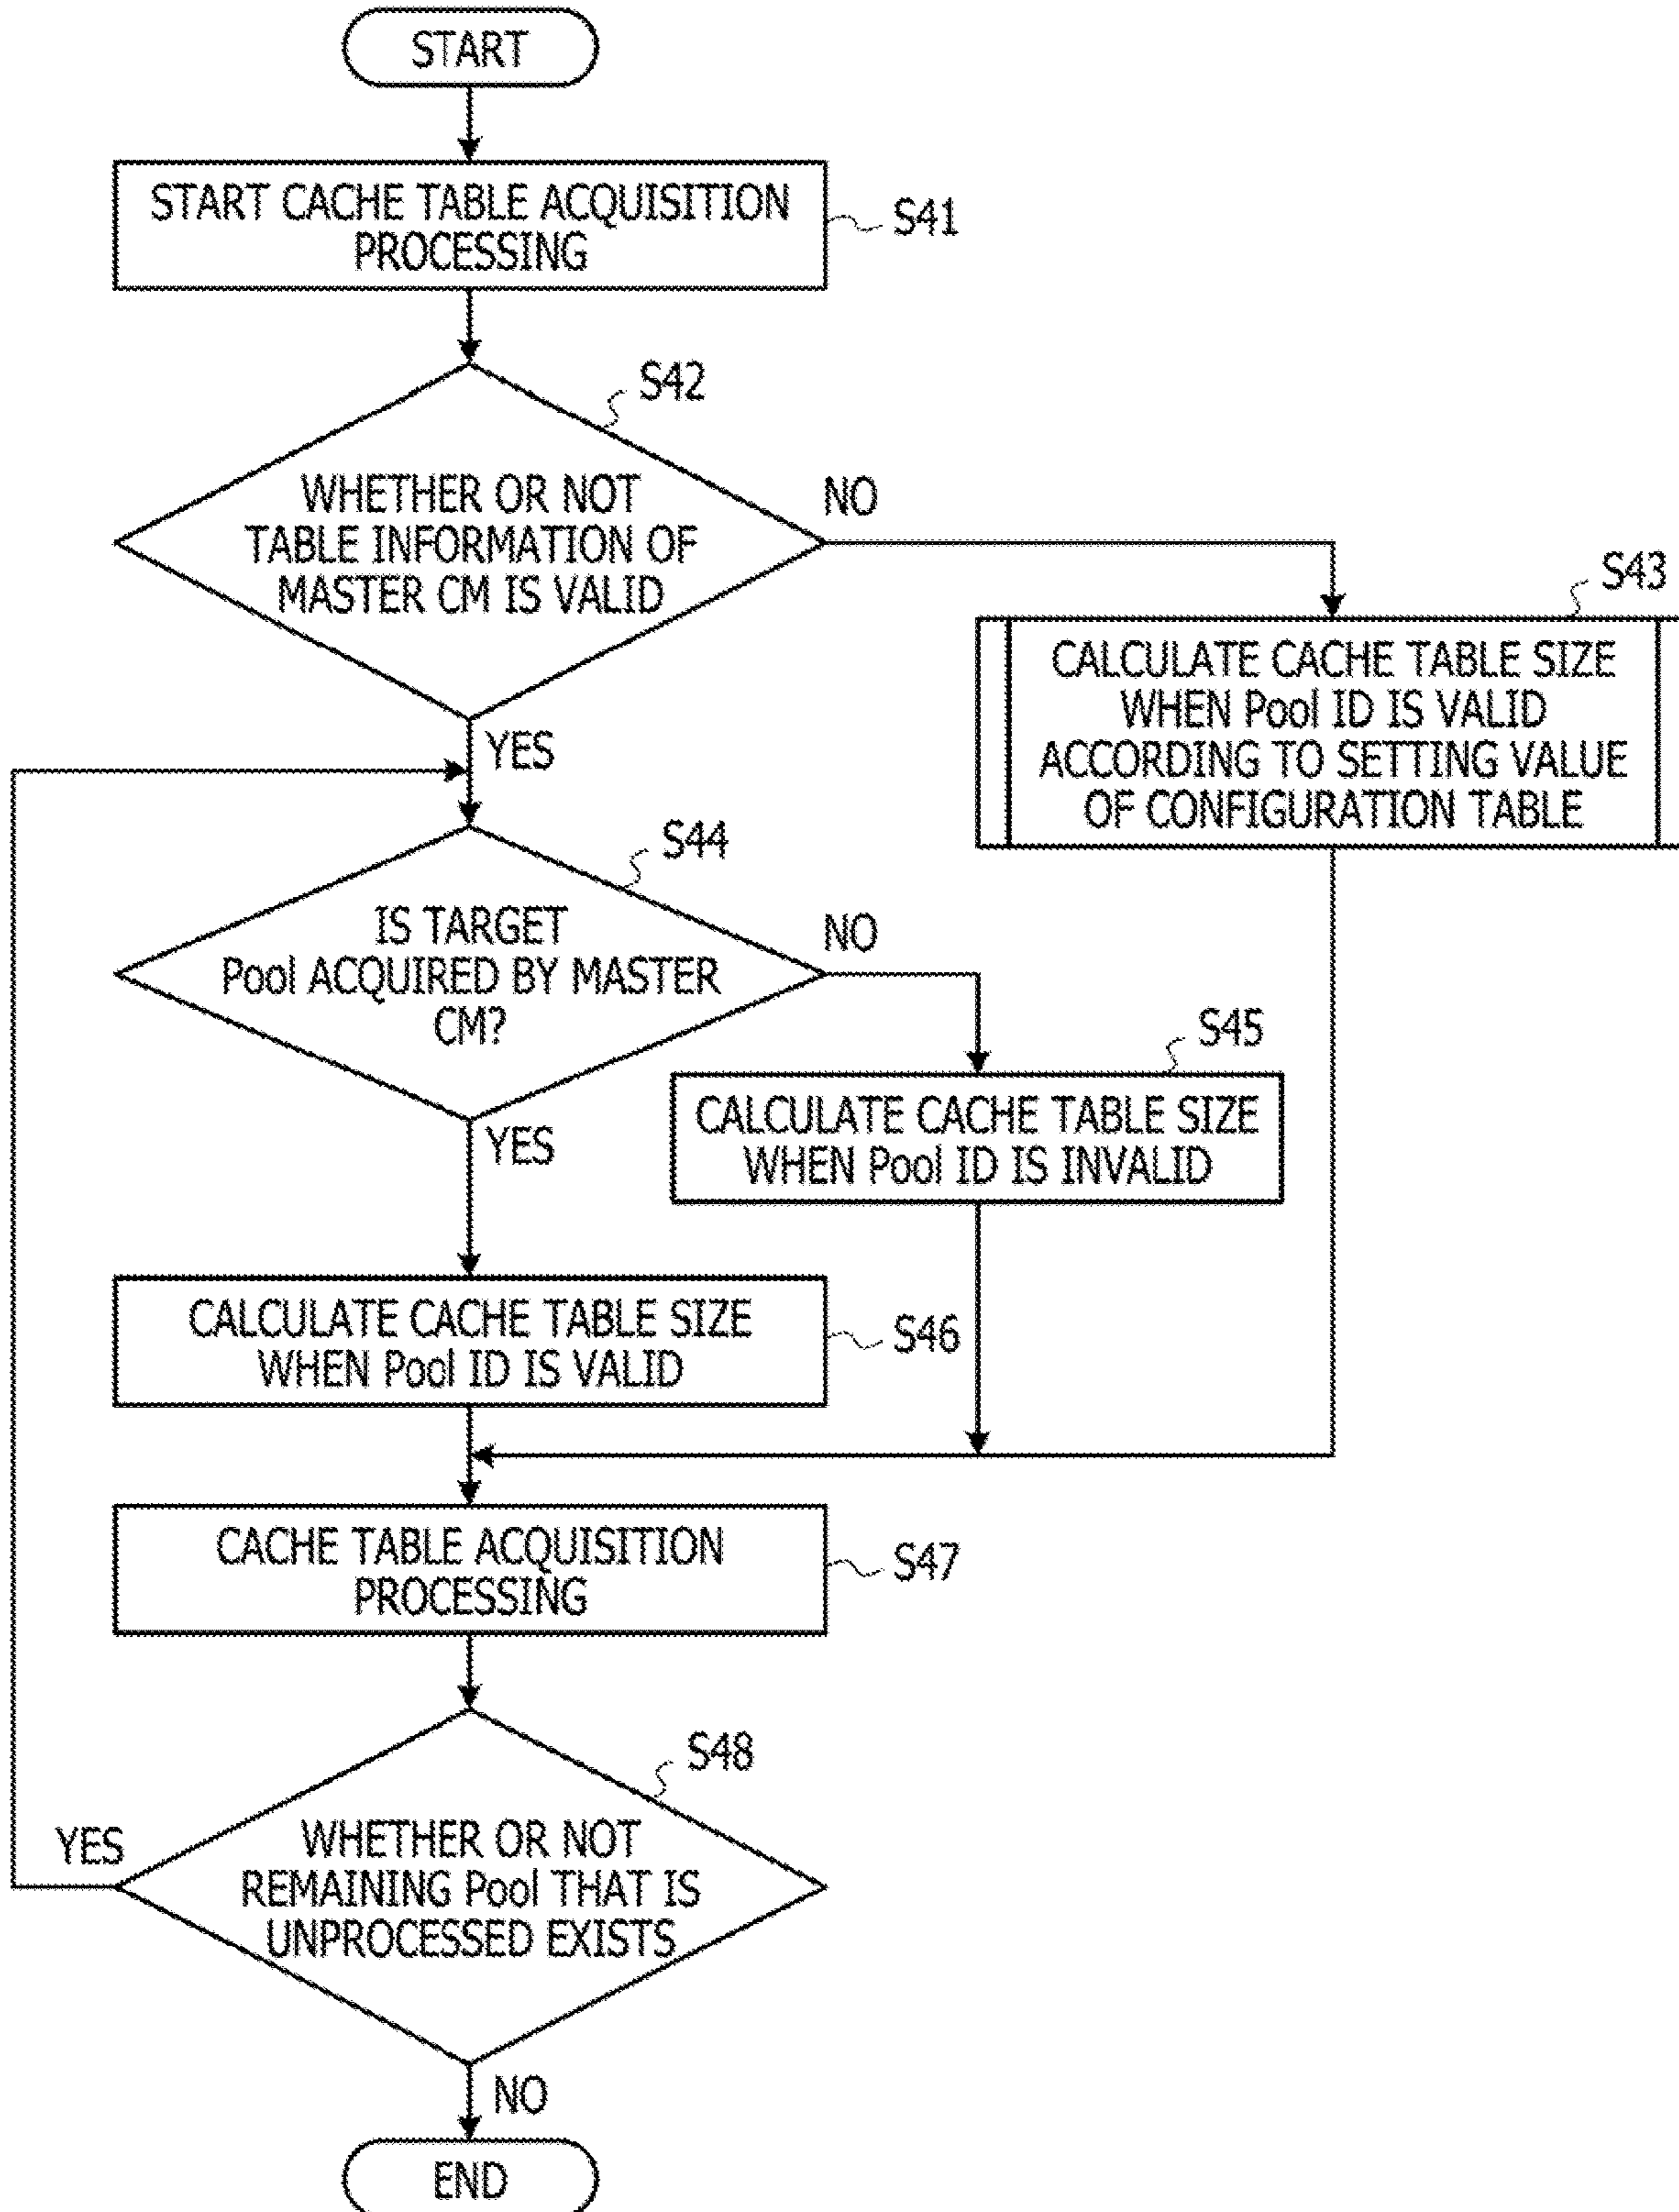 START
START CACHE TABLE ACQUISITION
PROCESSING
S41
S42
WHETHER OR NOT
TABLE INFORMATION OF
MASTER CM IS VALID
NO
YES
S43
CALCULATE CACHE TABLE SIZE
WHEN Pool ID IS VALID
ACCORDING TO SETTING VALUE
OF CONFIGURATION TABLE
S44
IS TARGET
Pool ACQUIRED BY MASTER
CM?
NO
YES
S45
CALCULATE CACHE TABLE SIZE
WHEN Pool ID IS INVALID
CALCULATE CACHE TABLE SIZE
WHEN Pool ID IS VALID
S46
CACHE TABLE ACQUISITION
PROCESSING
S47
S48
YES
WHETHER OR NOT
REMAINING Pool THAT IS
UNPROCESSED EXISTS
NO
END